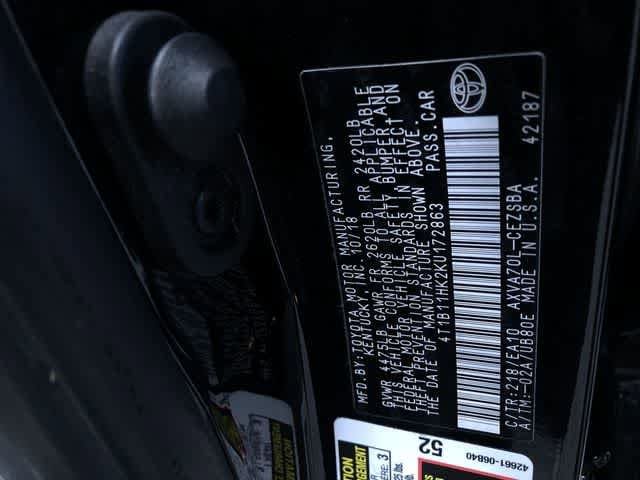 MFD.BY:TOYOTA MOTOR MANUFACTURING,
KENTUCKY, INC. 10/18
GVWR 4475LB GAWR FR 2620LB RR 2420LB
THIS VEHICLE CONFORMS TO ALL APPLICABLE
FEDERAL MOTOR VEHICLE SAFETY, BUMPER AND
THEFT PREVENTION STANDARDS IN EFFECT ON
THE DATE OF MANUFACTURE SHOWN ABOVE.
4T1B11HK2KU172863 PASS.CAR
C/TR:218/EA10 AXVA70L-CEZSBA
A/TM:-02A/UB80E MADE IN U.S.A. 42187
42661-06840
52
3